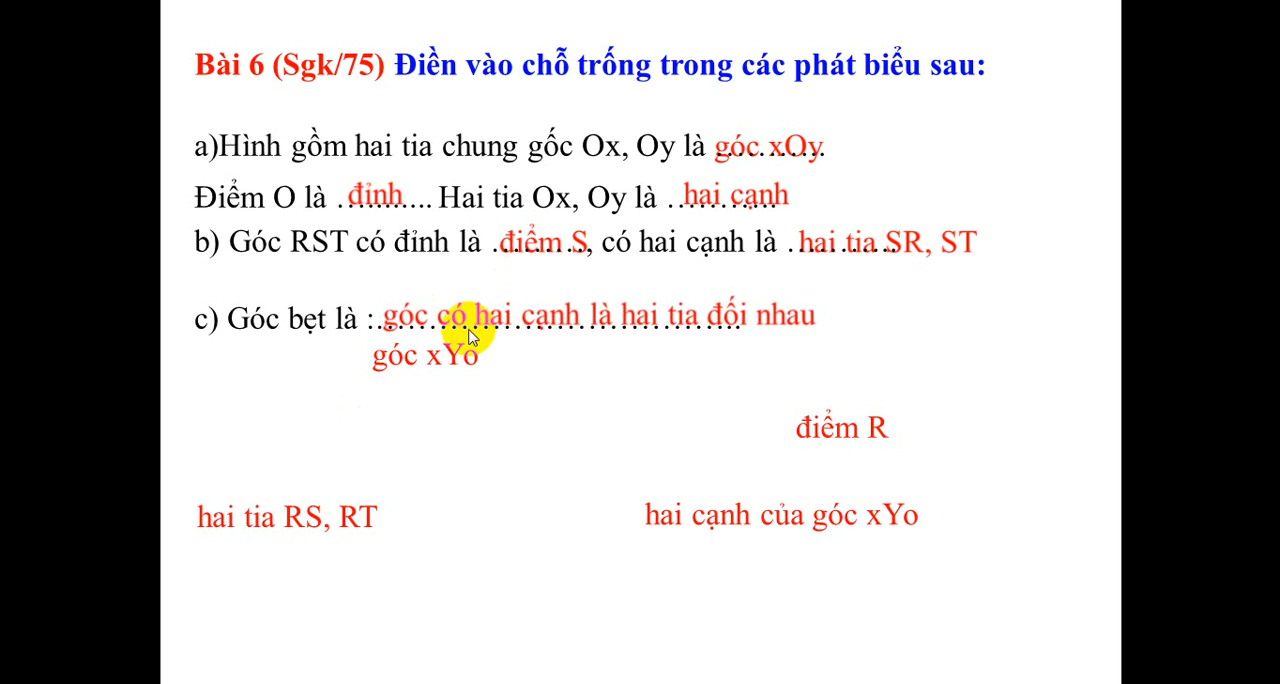 Bài 6 (Sgk/75) Điền vào chỗ trống trong các phát biểu sau:
a)Hình gồm hai tia chung gốc Ox, Oy là góc xOy
Điểm O là .đỉnh........ Hai tia Ox, Oy là ..hai cạnh
b) Góc RST có đỉnh là .điểm S., có hai cạnh là .hai tia SR, ST
c) Góc bẹt là :.góc có hai cạnh là hai tia đối nhau
góc xYo
điểm R
hai tia RS, RT
hai cạnh của góc xYo